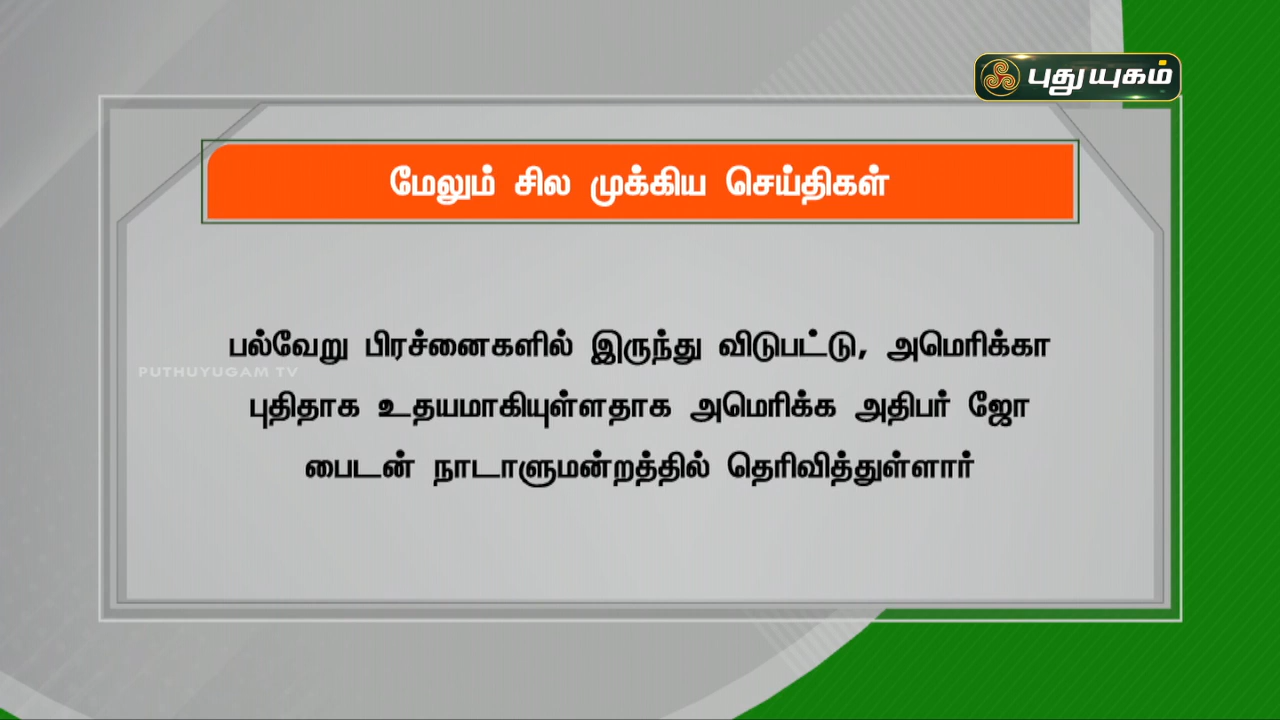 புதுயுகம்
மேலும் சில முக்கிய செய்திகள்
பல்வேறு பிரச்னைகளில் இருந்து விடுபட்டு, அமெரிக்கா
PUTHUYUGAM TV
புதிதாக உதயமாகியுள்ளதாக அமெரிக்க அதிபர் ஜோ
பைடன் நாடாளுமன்றத்தில் தெரிவித்துள்ளார்